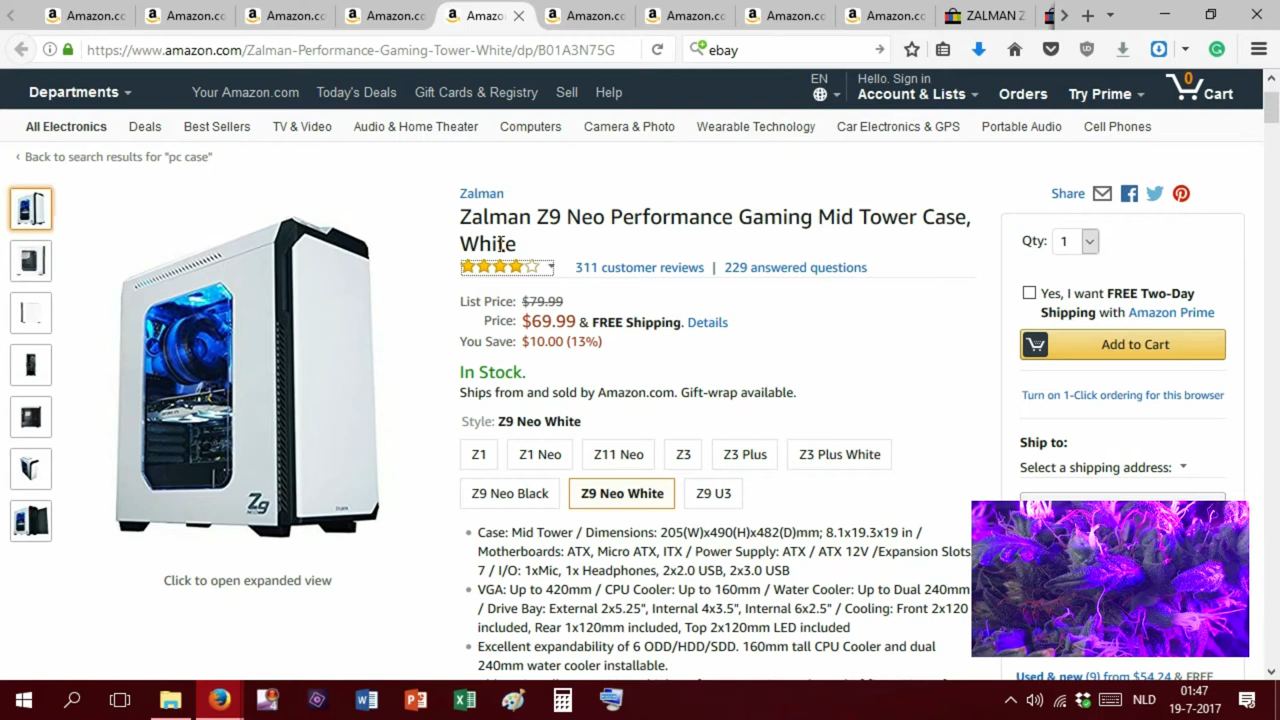 Amazon.co
Amazon.co
Amazon.co
Amazon.co
Amazo
Amazon.co
Amazon.co
Amazon.co
Amazon.co
ZALMAN Z
https://www.amazon.com/Zalman-Performance-Gaming-Tower-White/dp/B01A3N75G
ebay
Departments
Your Amazon.com
Today's Deals
Gift Cards & Registry
Sell
Help
EN
Hello. Sign in
Account & Lists
Orders
Try Prime
0
Cart
All Electronics
Deals
Best Sellers
TV & Video
Audio & Home Theater
Computers
Camera & Photo
Wearable Technology
Car Electronics & GPS
Portable Audio
Cell Phones
‹ Back to search results for "pc case"
Zalman
Zalman Z9 Neo Performance Gaming Mid Tower Case,
White
311 customer reviews | 229 answered questions
List Price: $79.99
Price: $69.99 & FREE Shipping. Details
You Save: $10.00 (13%)
In Stock.
Ships from and sold by Amazon.com. Gift-wrap available.
Style: Z9 Neo White
Z1
Z1 Neo
Z11 Neo
Z3
Z3 Plus
Z3 Plus White
Z9 Neo Black
Z9 Neo White
Z9 U3
Case: Mid Tower / Dimensions: 205(W)x490(H)x482(D)mm; 8.1x19.3x19 in /
Motherboards: ATX, Micro ATX, ITX / Power Supply: ATX / ATX 12V /Expansion Slots
7 / I/O: 1xMic, 1x Headphones, 2x2.0 USB, 2x3.0 USB
VGA: Up to 420mm / CPU Cooler: Up to 160mm / Water Cooler: Up to Dual 240mm
/ Drive Bay: External 2x5.25", Internal 4x3.5", Internal 6x2.5" / Cooling: Front 2x120
included, Rear 1x120mm included, Top 2x120mm LED included
Excellent expandability of 6 ODD/HDD/SDD. 160mm tall CPU Cooler and dual
240mm water cooler installable.
Z9
Click to open expanded view
Share
Qty: 1
Yes, I want FREE Two-Day
Shipping with Amazon Prime
Add to Cart
Turn on 1-Click ordering for this browser
Ship to:
Select a shipping address:
Used & new (9) from $54.24 & FREE
NLD
01:47
19-7-2017